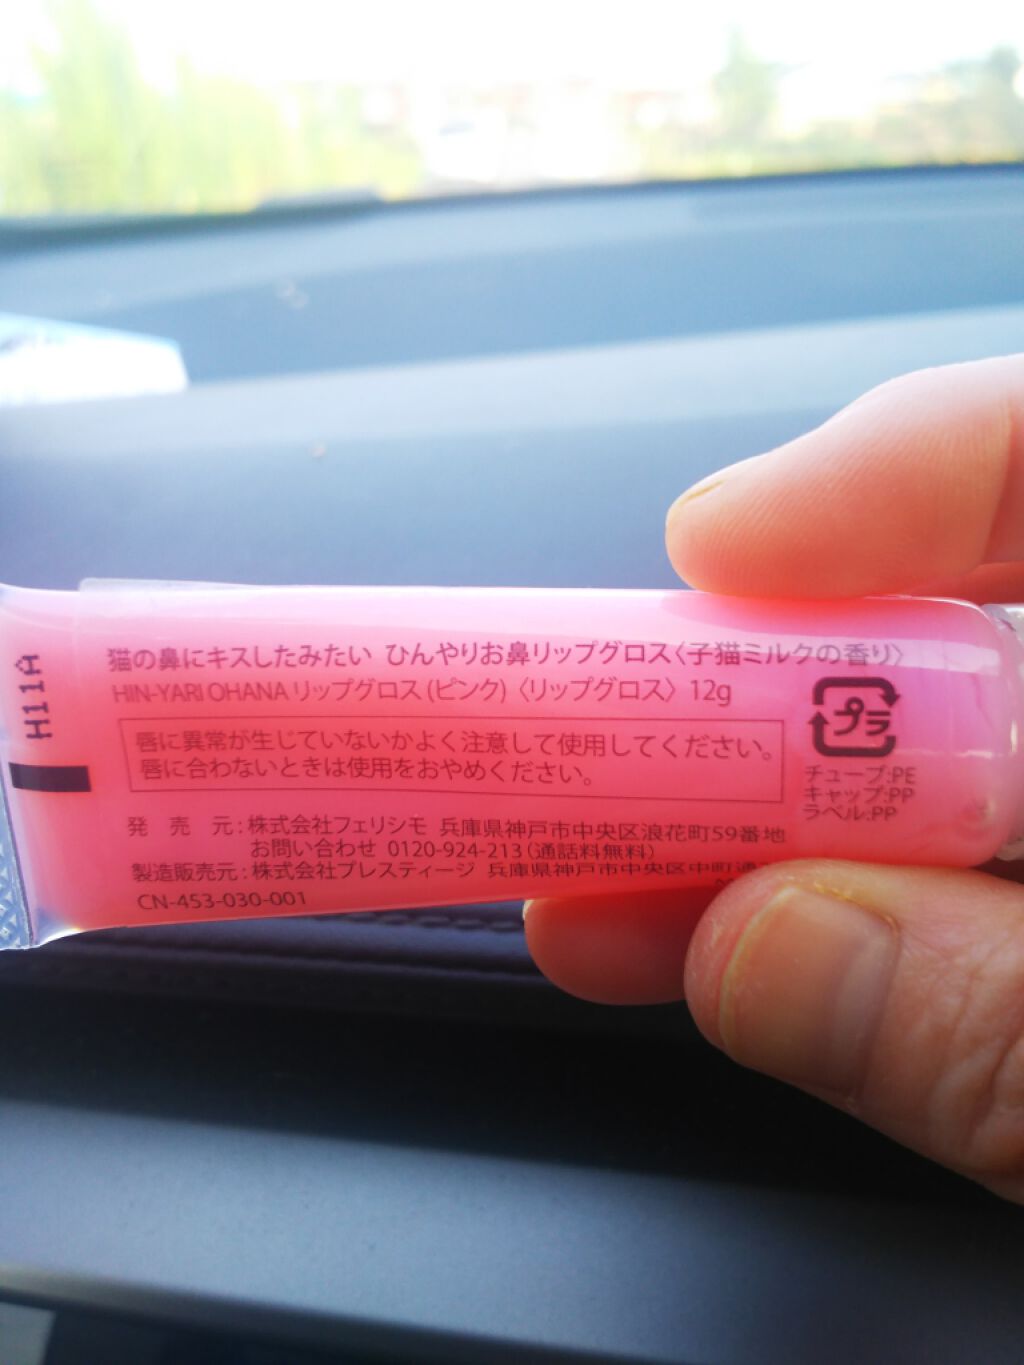 猫の鼻にキスしたみたい ひんやりお鼻リップグロス〈子猫ミルクの香り〉
HIN-YARI OHANAリップグロス(ピンク)〈リップグロス〉 12g
唇に異常が生じていないかよく注意して使用してください。
唇に合わないときは使用をおやめください。
発 売 元:株式会社フェリシモ 兵庫県神戸市中央区浪花町59番地
お問い合わせ 0120-924-213(通話料無料)
製造販売元:株式会社プレスティージ 兵庫県神戸市中央区中町通
CN-453-030-001
プラ
チューブ:PE
キャップ:PP
ラベル:PP
H11A